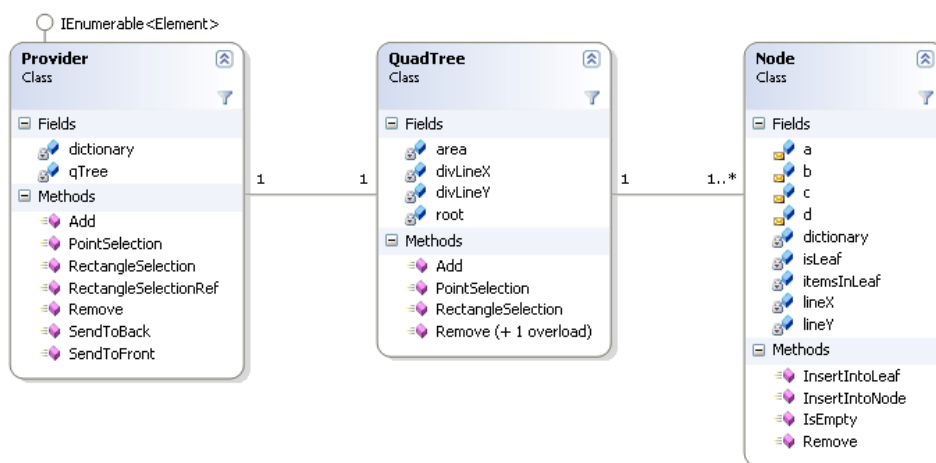 IEnumerable<Element>
Provider
Class
Fields
dictionary
qTree
Methods
Add
PointSelection
RectangleSelection
RectangleSelectionRef
Remove
SendToBack
SendToFront
1
1
QuadTree
Class
Fields
area
divLineX
divLineY
root
Methods
Add
PointSelection
RectangleSelection
Remove (+ 1 overload)
1
1..*
Node
Class
Fields
a
b
c
d
dictionary
isLeaf
itemsInLeaf
lineX
lineY
Methods
InsertIntoLeaf
InsertIntoNode
IsEmpty
Remove